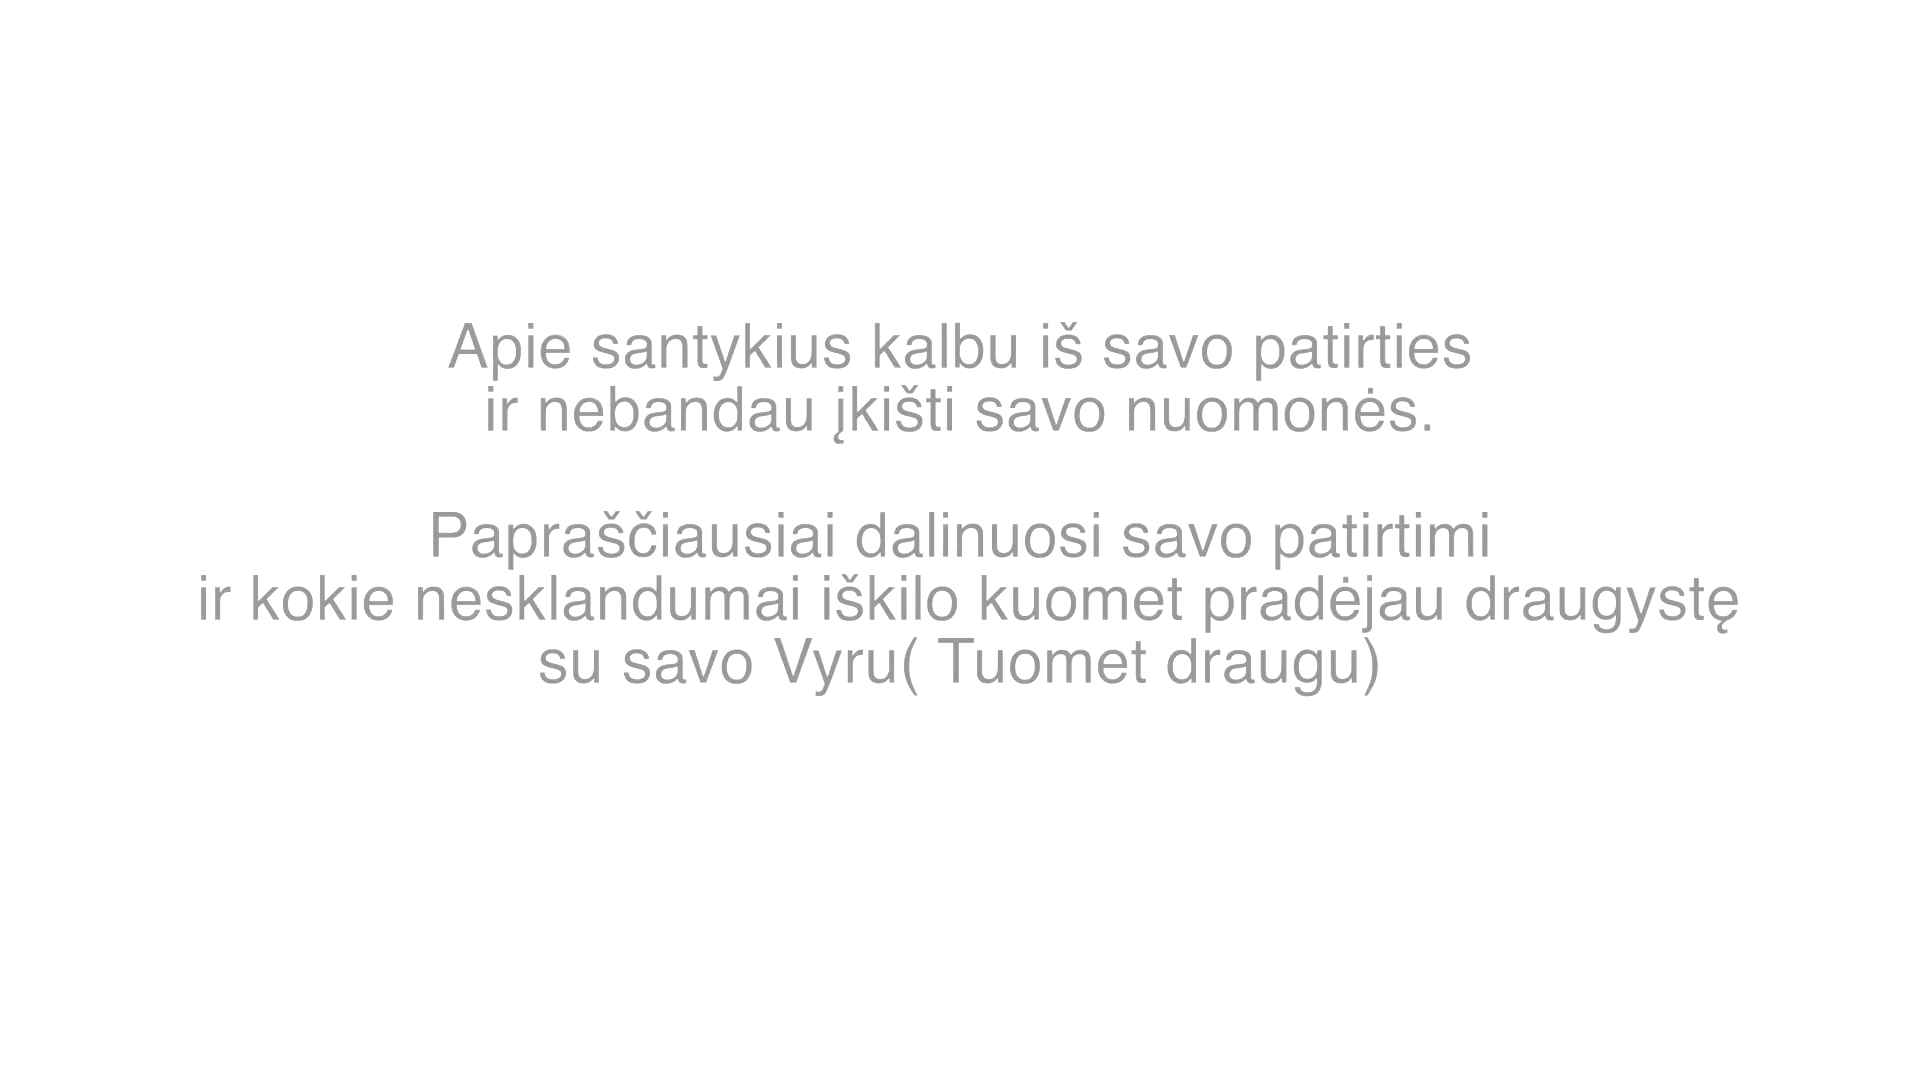 Apie santykius kalbu iš savo patirties
ir nebandau įkišti savo nuomonės.
Paprasčiausiai dalinuosi savo patirtimi
ir kokie nesklandumai iškilo kuomet pradėjau draugystę
su savo Vyru( Tuomet draugu)